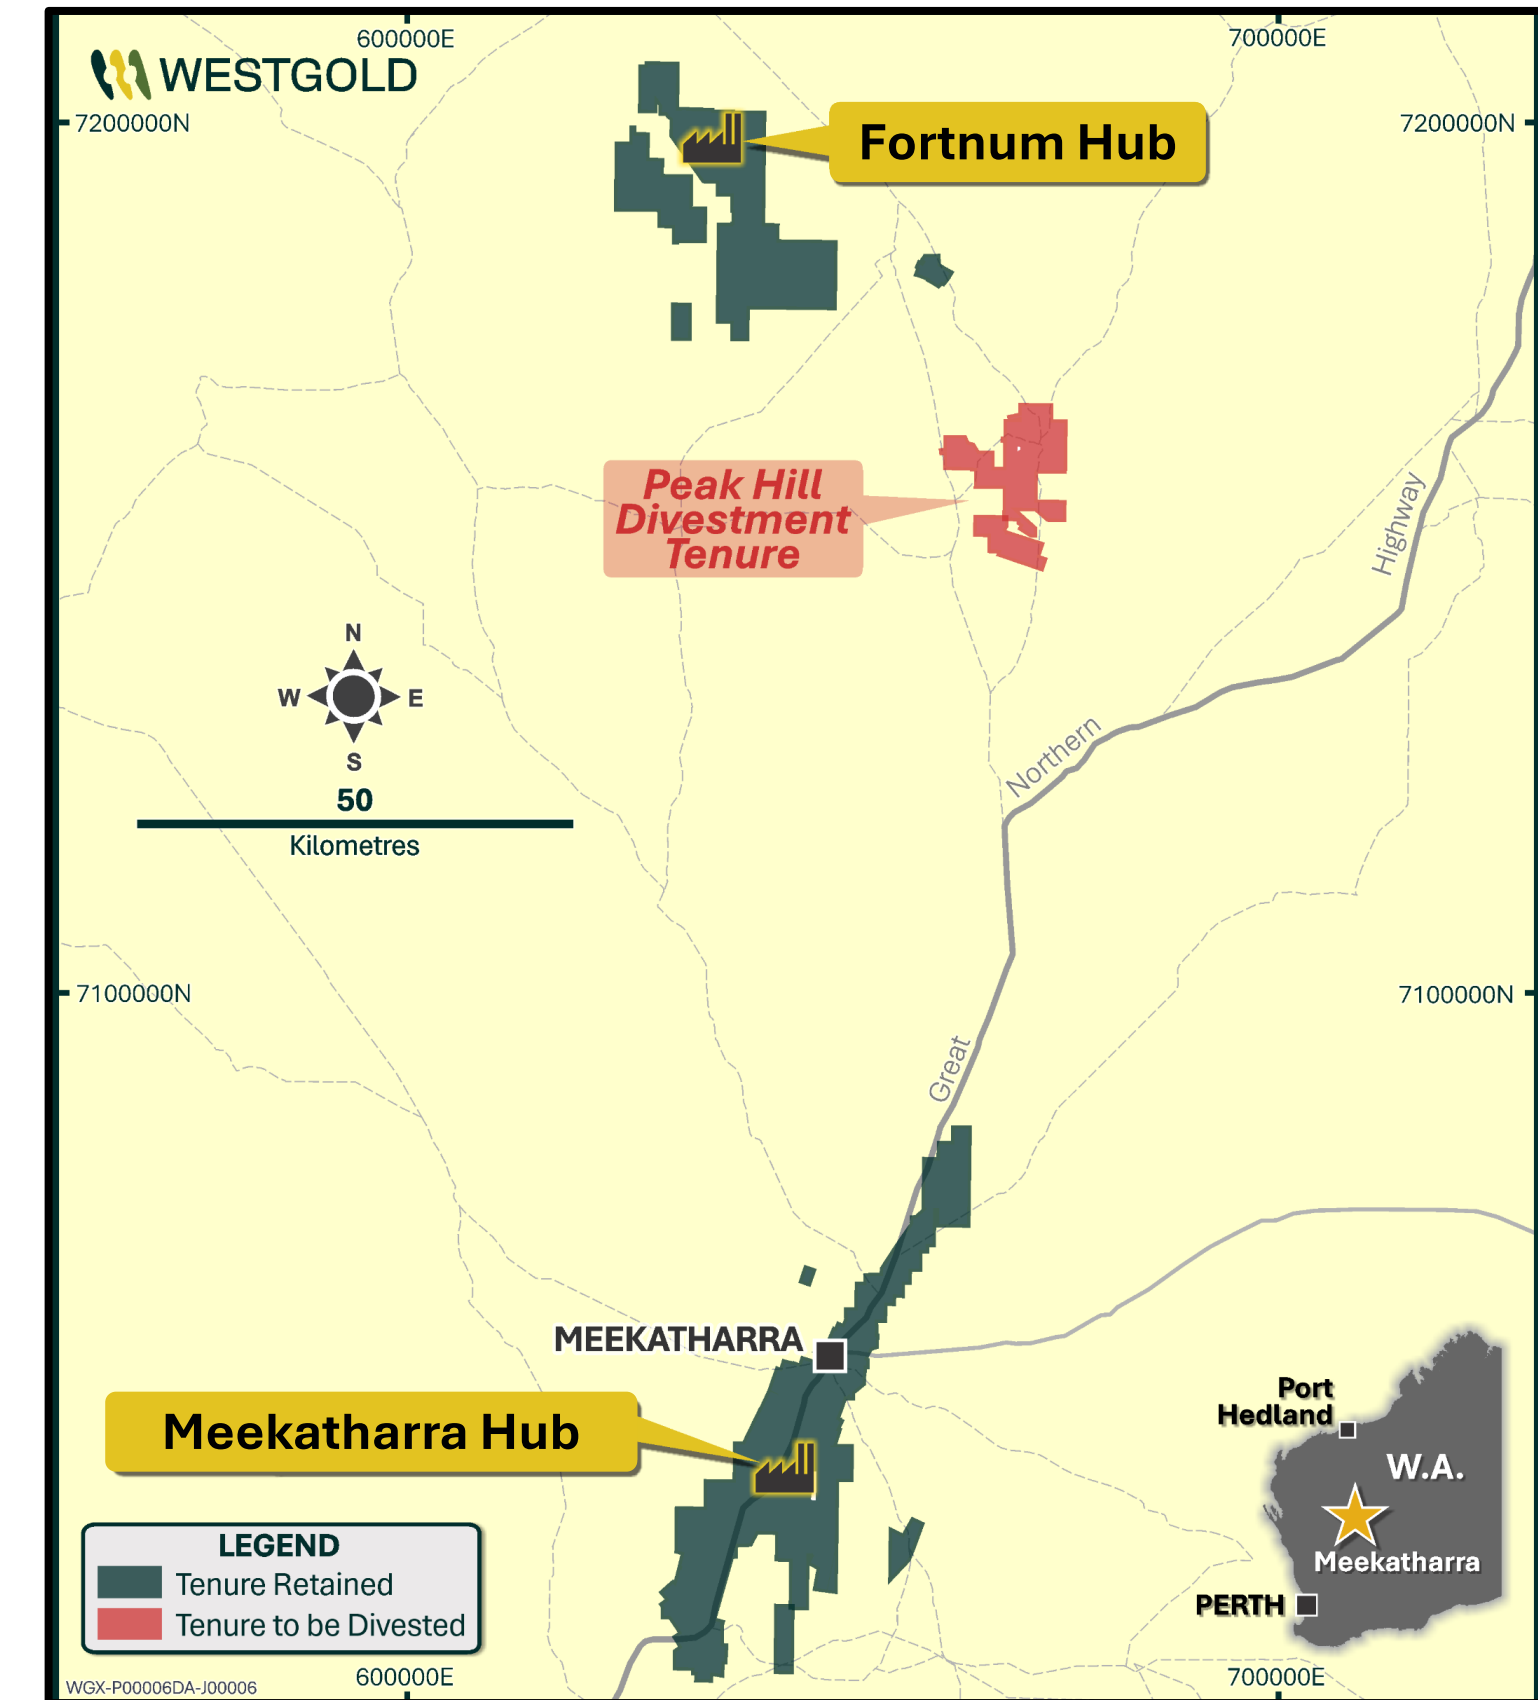 600000E
700000E
WESTGOLD
7200000N
7200000N
Fortnum Hub
Peak Hill
Divestment
Tenure
Highway
N
W
E
S
50
Kilometres
Northern
7100000N
7100000N
Great
MEEKATHARRA
Meekatharra Hub
Port
Hedland
W.A.
Meekatharra
PERTH
LEGEND
Tenure Retained
Tenure to be Divested
600000E
700000E
WGX-P00006DA-J00006